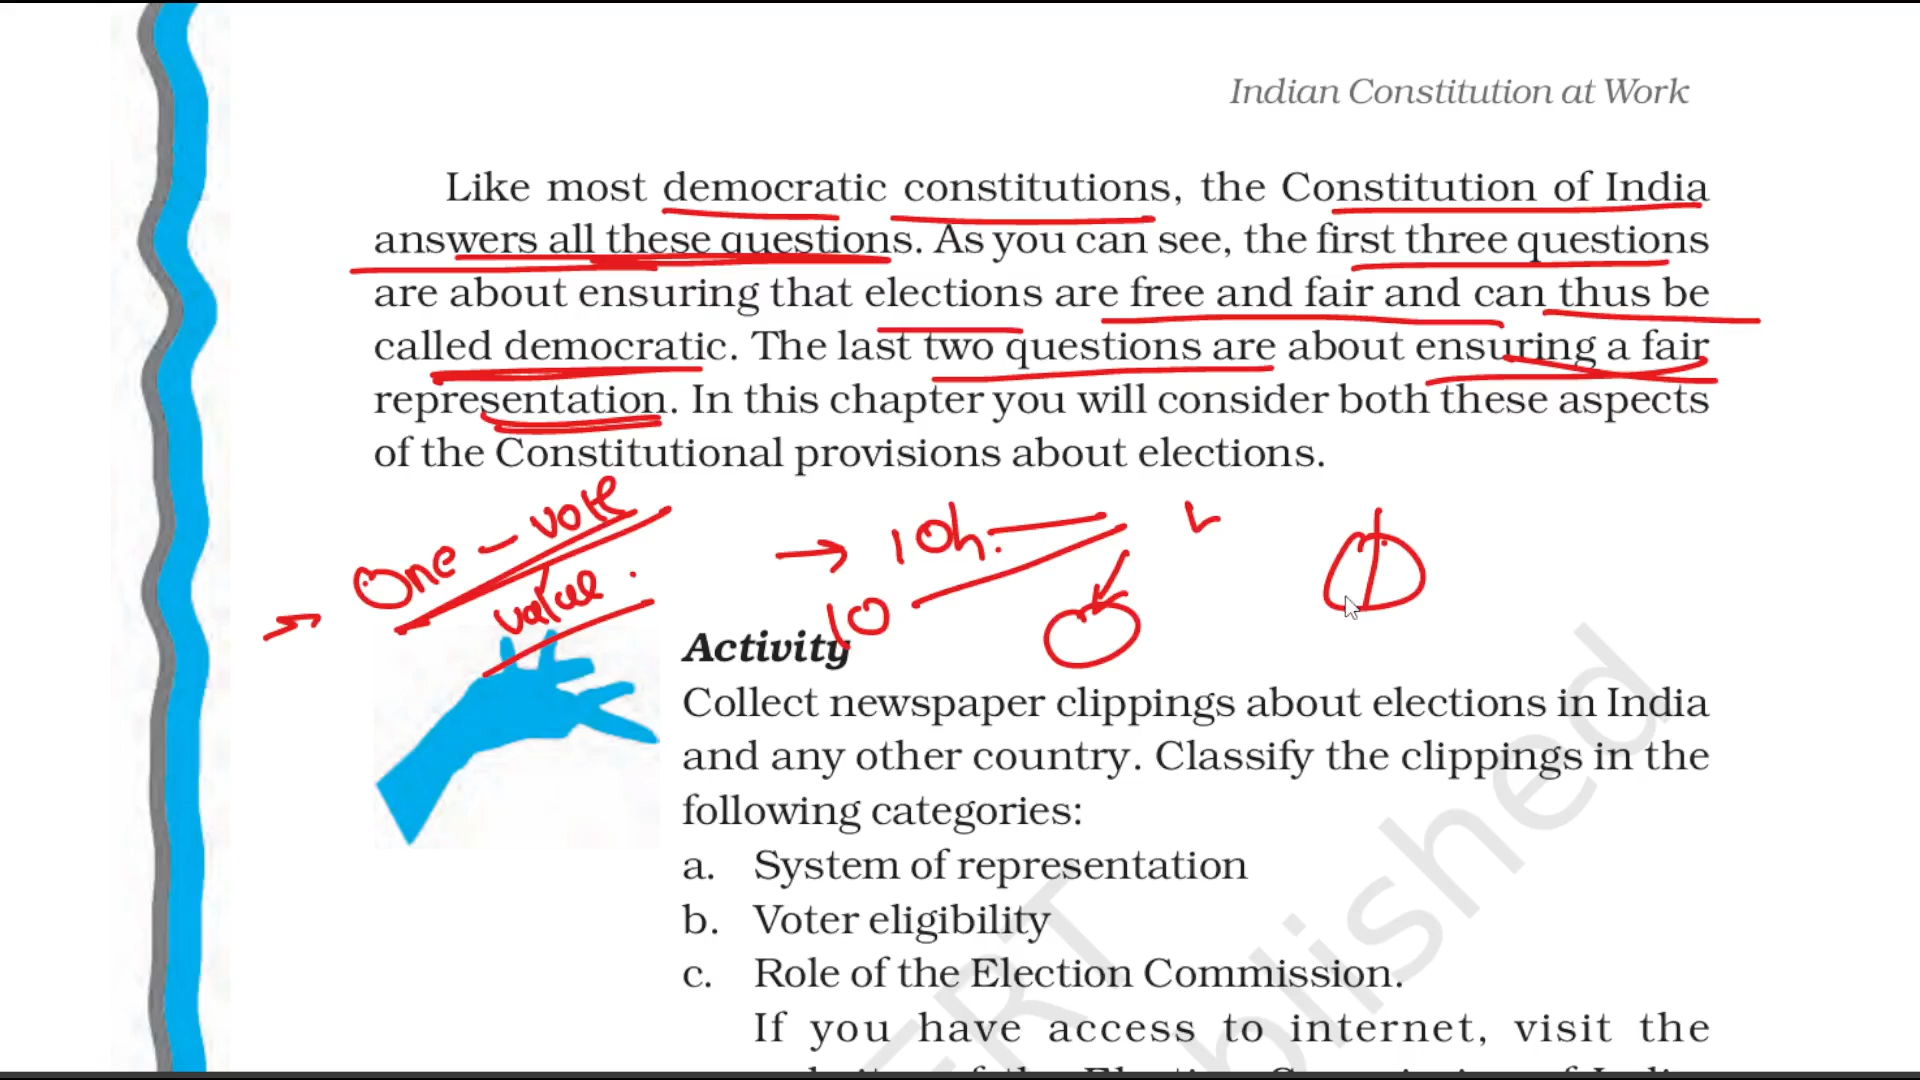 Indian Constitution at Work
Like most democratic constitutions, the Constitution of India
answers all these questions. As you can see, the first three questions
are about ensuring that elections are free and fair and can thus be
called democratic. The last two questions are about ensuring a fair
representation. In this chapter you will consider both these aspects
of the Constitutional provisions about elections.
One - vote
value.
10
Activity
Collect newspaper clippings about elections in India
and any other country. Classify the clippings in the
following categories:
a. System of representation
b. Voter eligibility
c. Role of the Election Commission.
If you have access to internet, visit the